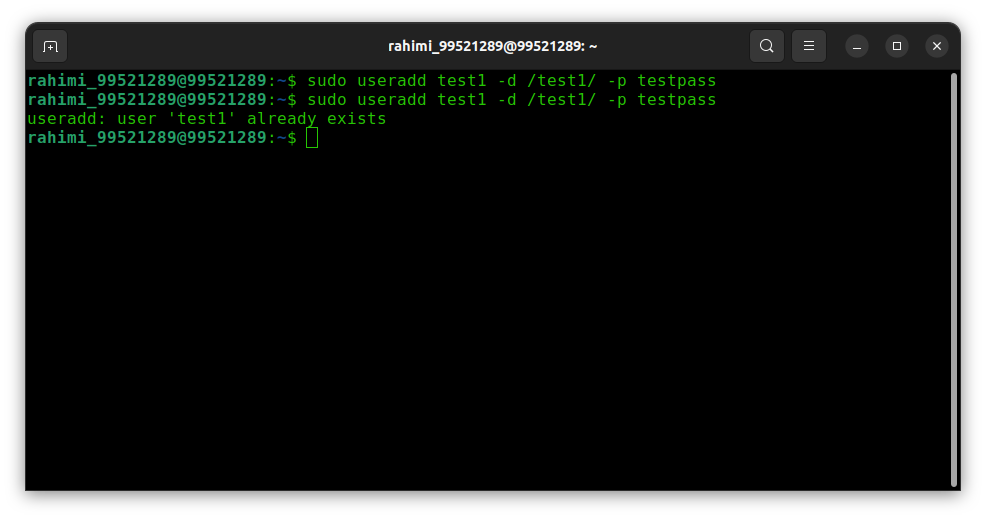 rahimi_99521289@99521289: ~
rahimi_99521289@99521289:~$ sudo useradd test1 -d /test1/ -p testpass
rahimi_99521289@99521289:~$ sudo useradd test1 -d /test1/ -p testpass
useradd: user 'test1' already exists
rahimi_99521289@99521289:~$